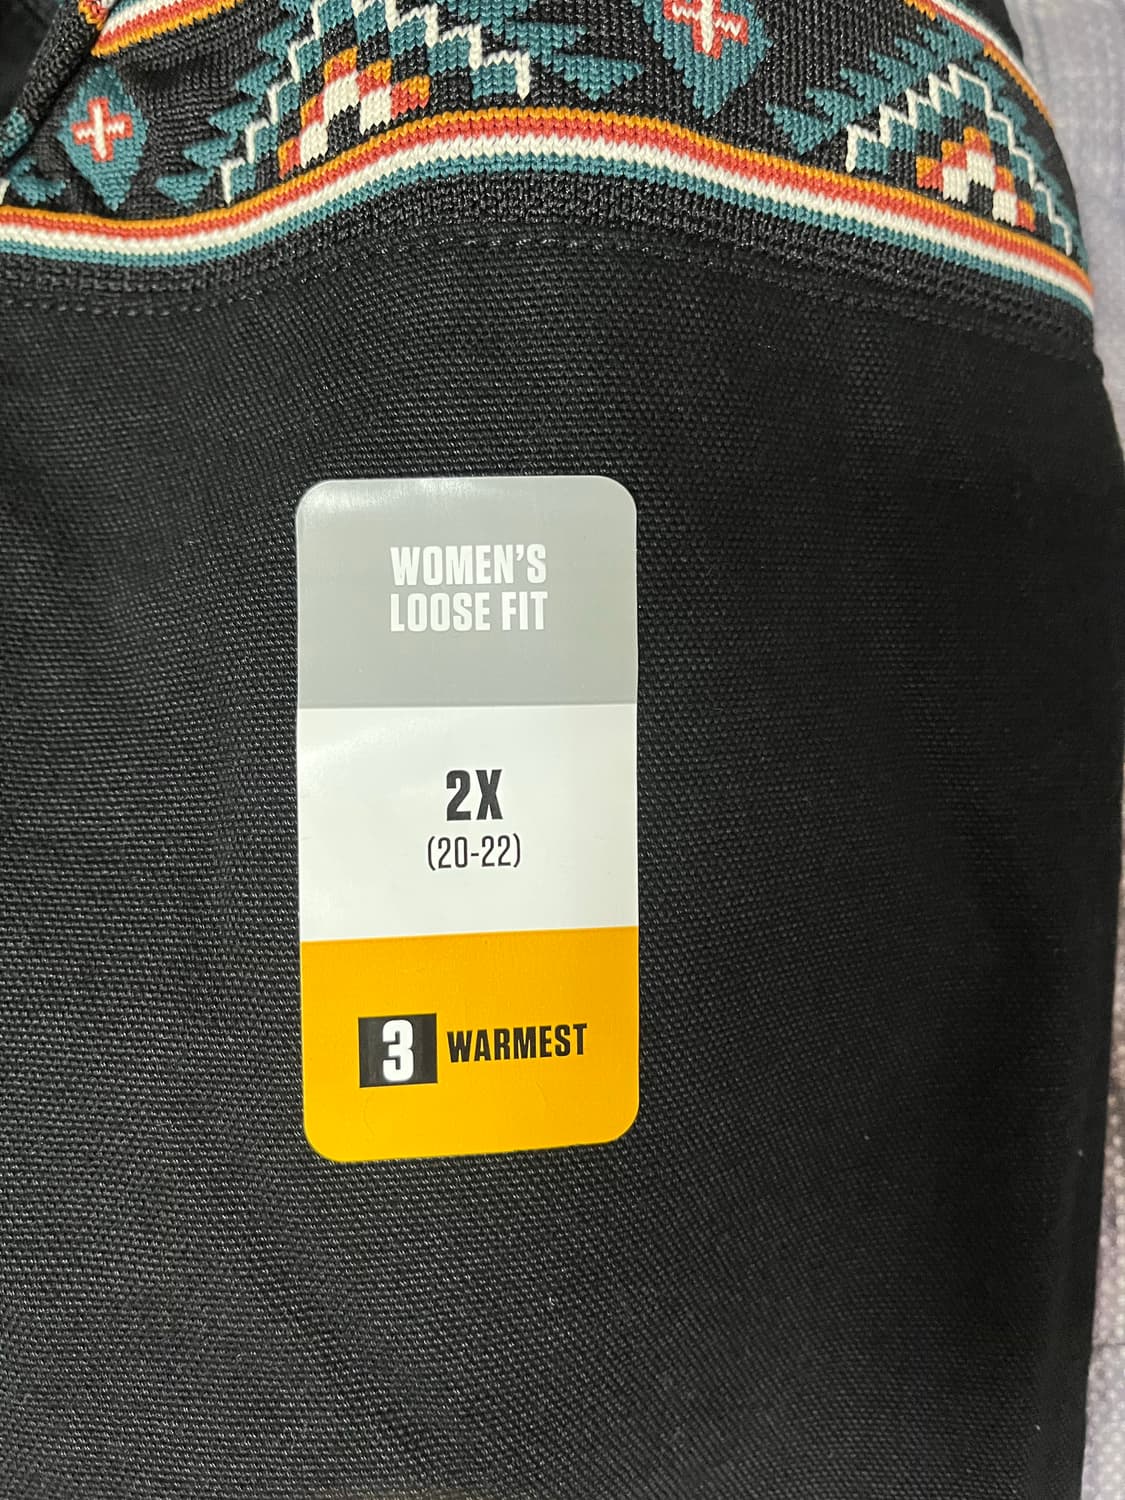 WOMEN'S
LOOSE FIT
2X
(20-22)
3 WARMEST